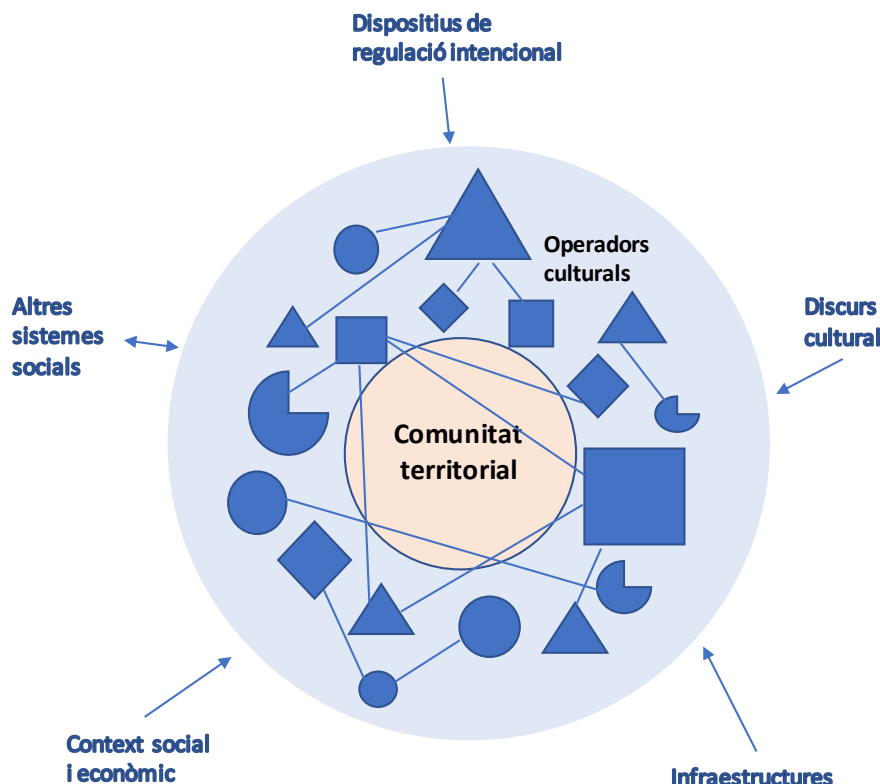 Dispositius de
regulació intencional
Operadors
culturals
Altres
sistemes
socials
Discurs
cultural
Comunitat
territorial
Context social
i econòmic
Infraestructures